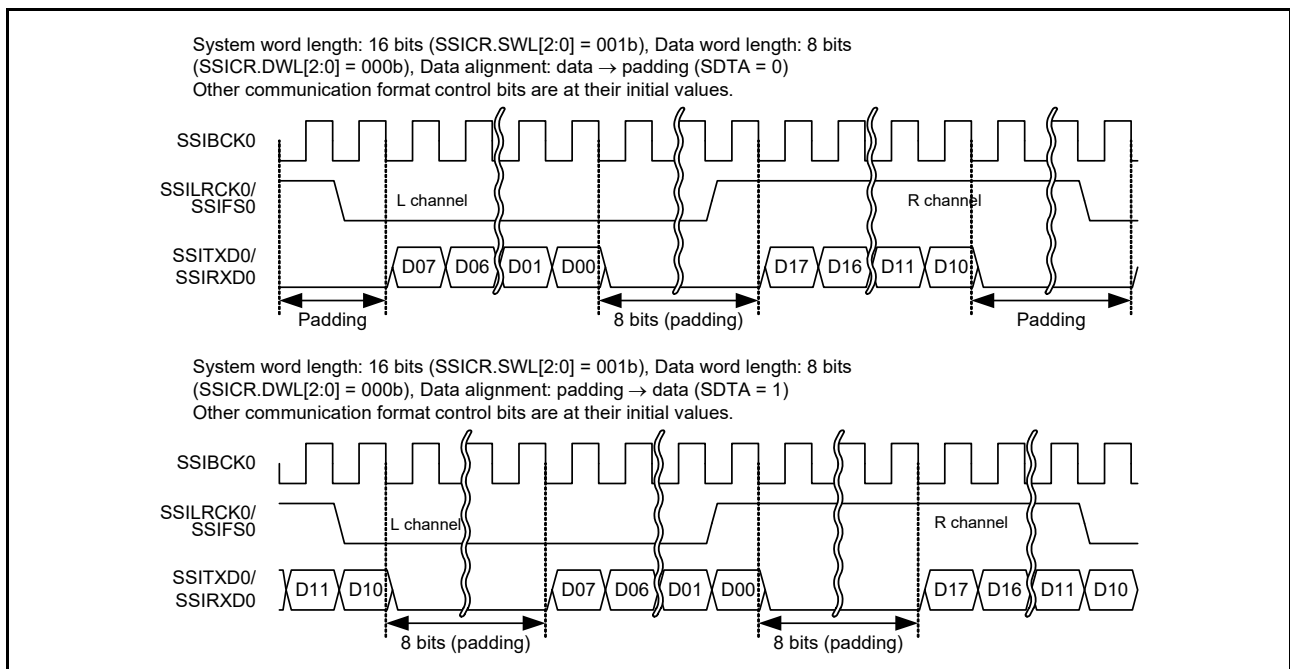 System word length: 16 bits (SSICR.SWL[2:0] = 001b), Data word length: 8 bits
(SSICR.DWL[2:0] = 000b), Data alignment: data → padding (SDTA = 0)
Other communication format control bits are at their initial values.
SSIBCK0
SSILRCK0/
SSIFS0
L channel
R channel
SSITXD0/
SSIRXD0
D07 D06 D01 D00 D17 D16 D11 D10
Padding 8 bits (padding) Padding
System word length: 16 bits (SSICR.SWL[2:0] = 001b), Data word length: 8 bits
(SSICR.DWL[2:0] = 000b), Data alignment: padding → data (SDTA = 1)
Other communication format control bits are at their initial values.
SSIBCK0
SSILRCK0/
SSIFS0
L channel
R channel
SSITXD0/
SSIRXD0
D11 D10 D07 D06 D01 D00 D17 D16 D11 D10
8 bits (padding) 8 bits (padding)